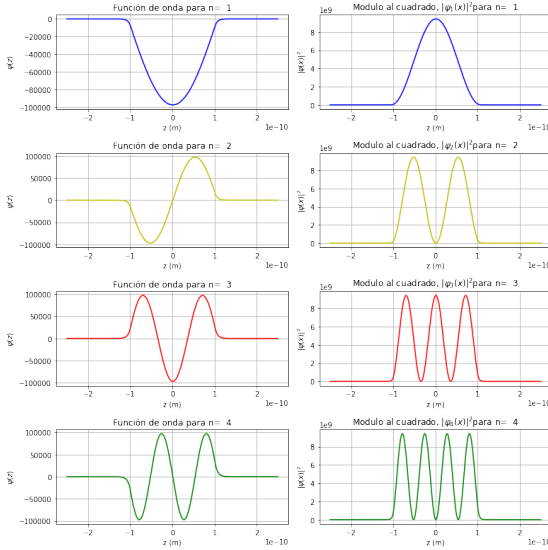 Función de onda para n= 1
0
−20000
−40000
−60000
−80000
−100000
ψ(z)
−2 −1 0 1 2
z (m)
1e−10
Modulo al cuadrado, |ψ₁(x)|²para n= 1
1e9
8
6
4
2
0
|ψ(x)|²
−2 −1 0 1 2
z (m)
1e−10
Función de onda para n= 2
100000
50000
0
−50000
−100000
ψ(z)
−2 −1 0 1 2
z (m)
1e−10
Modulo al cuadrado, |ψ₂(x)|²para n= 2
1e9
8
6
4
2
0
|ψ(x)|²
−2 −1 0 1 2
z (m)
1e−10
Función de onda para n= 3
100000
50000
0
−50000
−100000
ψ(z)
−2 −1 0 1 2
z (m)
1e−10
Modulo al cuadrado, |ψ₃(x)|²para n= 3
1e9
8
6
4
2
0
|ψ(x)|²
−2 −1 0 1 2
z (m)
1e−10
Función de onda para n= 4
100000
50000
0
−50000
−100000
ψ(z)
−2 −1 0 1 2
z (m)
1e−10
Modulo al cuadrado, |ψ₄(x)|²para n= 4
1e9
8
6
4
2
0
|ψ(x)|²
−2 −1 0 1 2
z (m)
1e−10